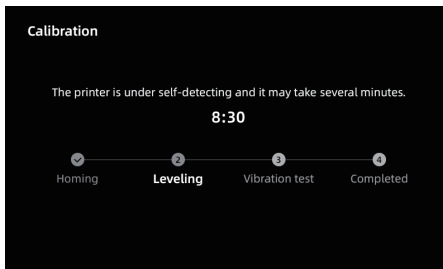 Calibration
The printer is under self-detecting and it may take several minutes.
8:30
2 3 4
Homing Leveling Vibration test Completed